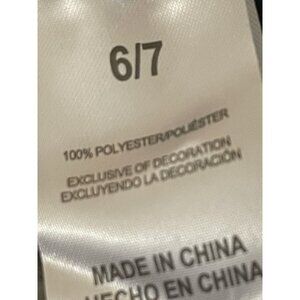 6/7
100% POLYESTER/POLIÉSTER
EXCLUSIVE OF DECORATION
EXCLUYENDO LA DECORACIÓN
MADE IN CHINA
HECHO EN CHINA